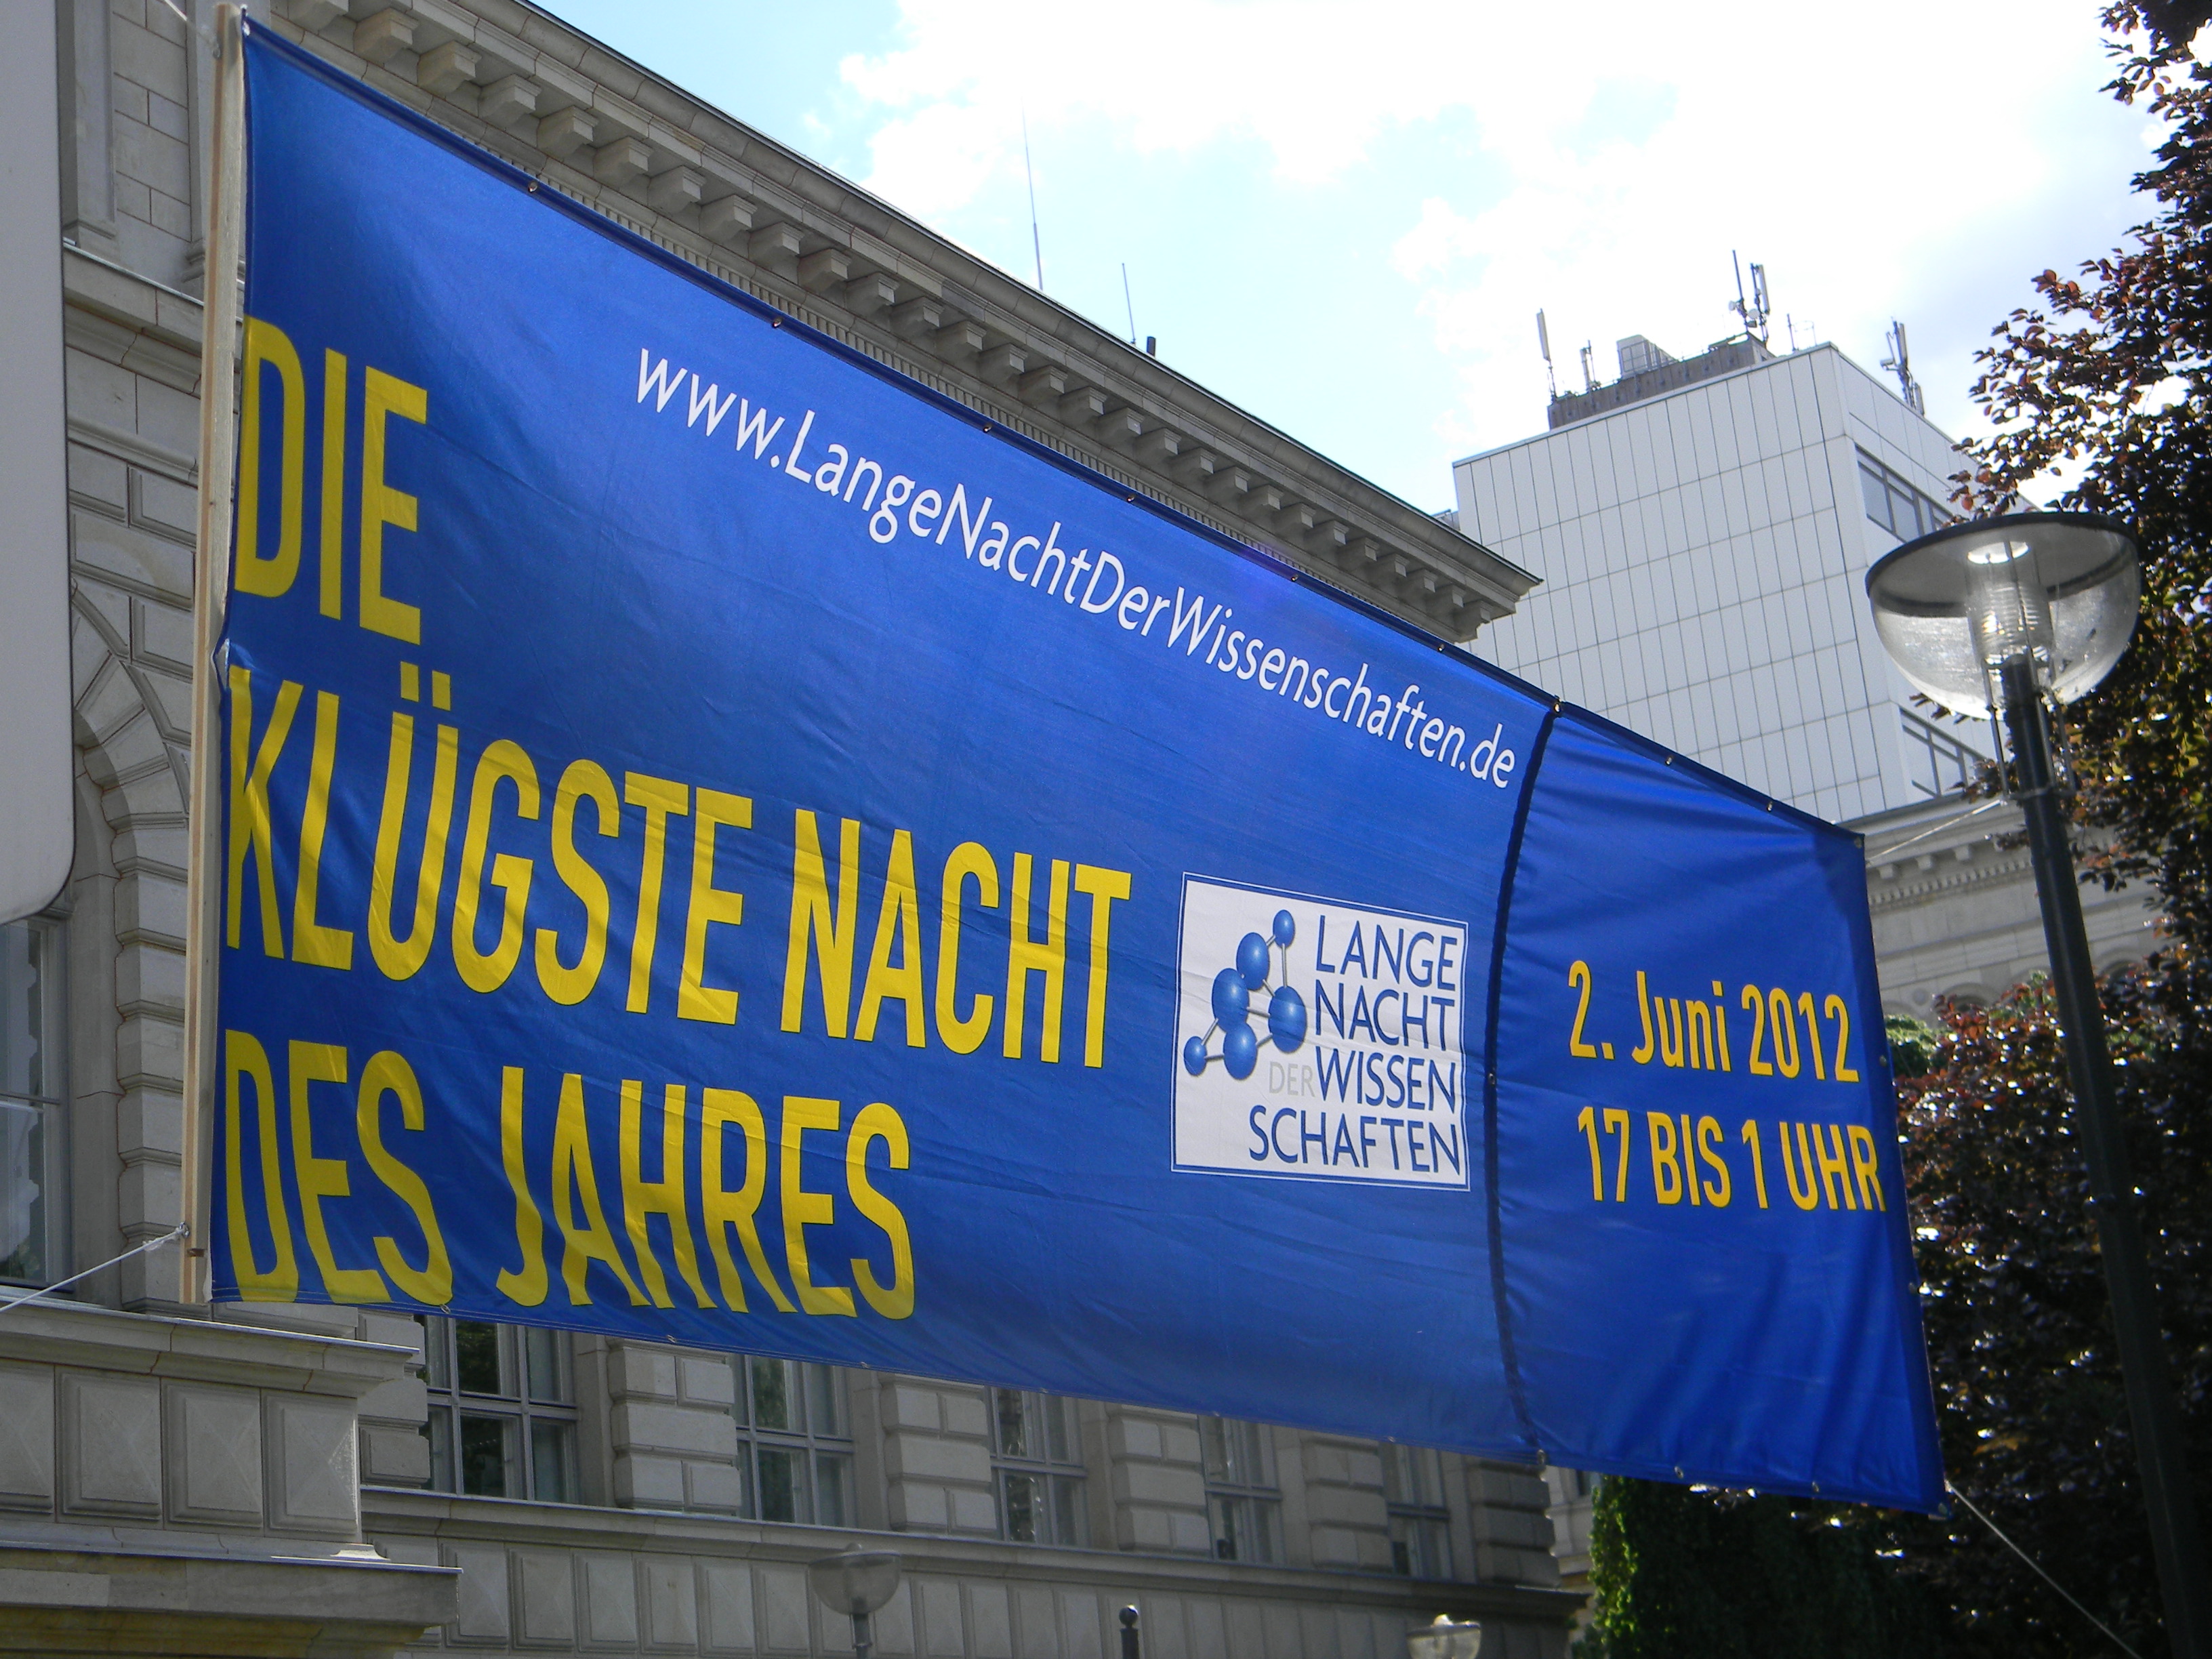 www.LangeNachtDerWissenschaften.de
DIE
KLÜGSTE NACHT
DES JAHRES
LANGE
NACHT
DER WISSEN
SCHAFTEN
2. Juni 2012
17 BIS 1 UHR